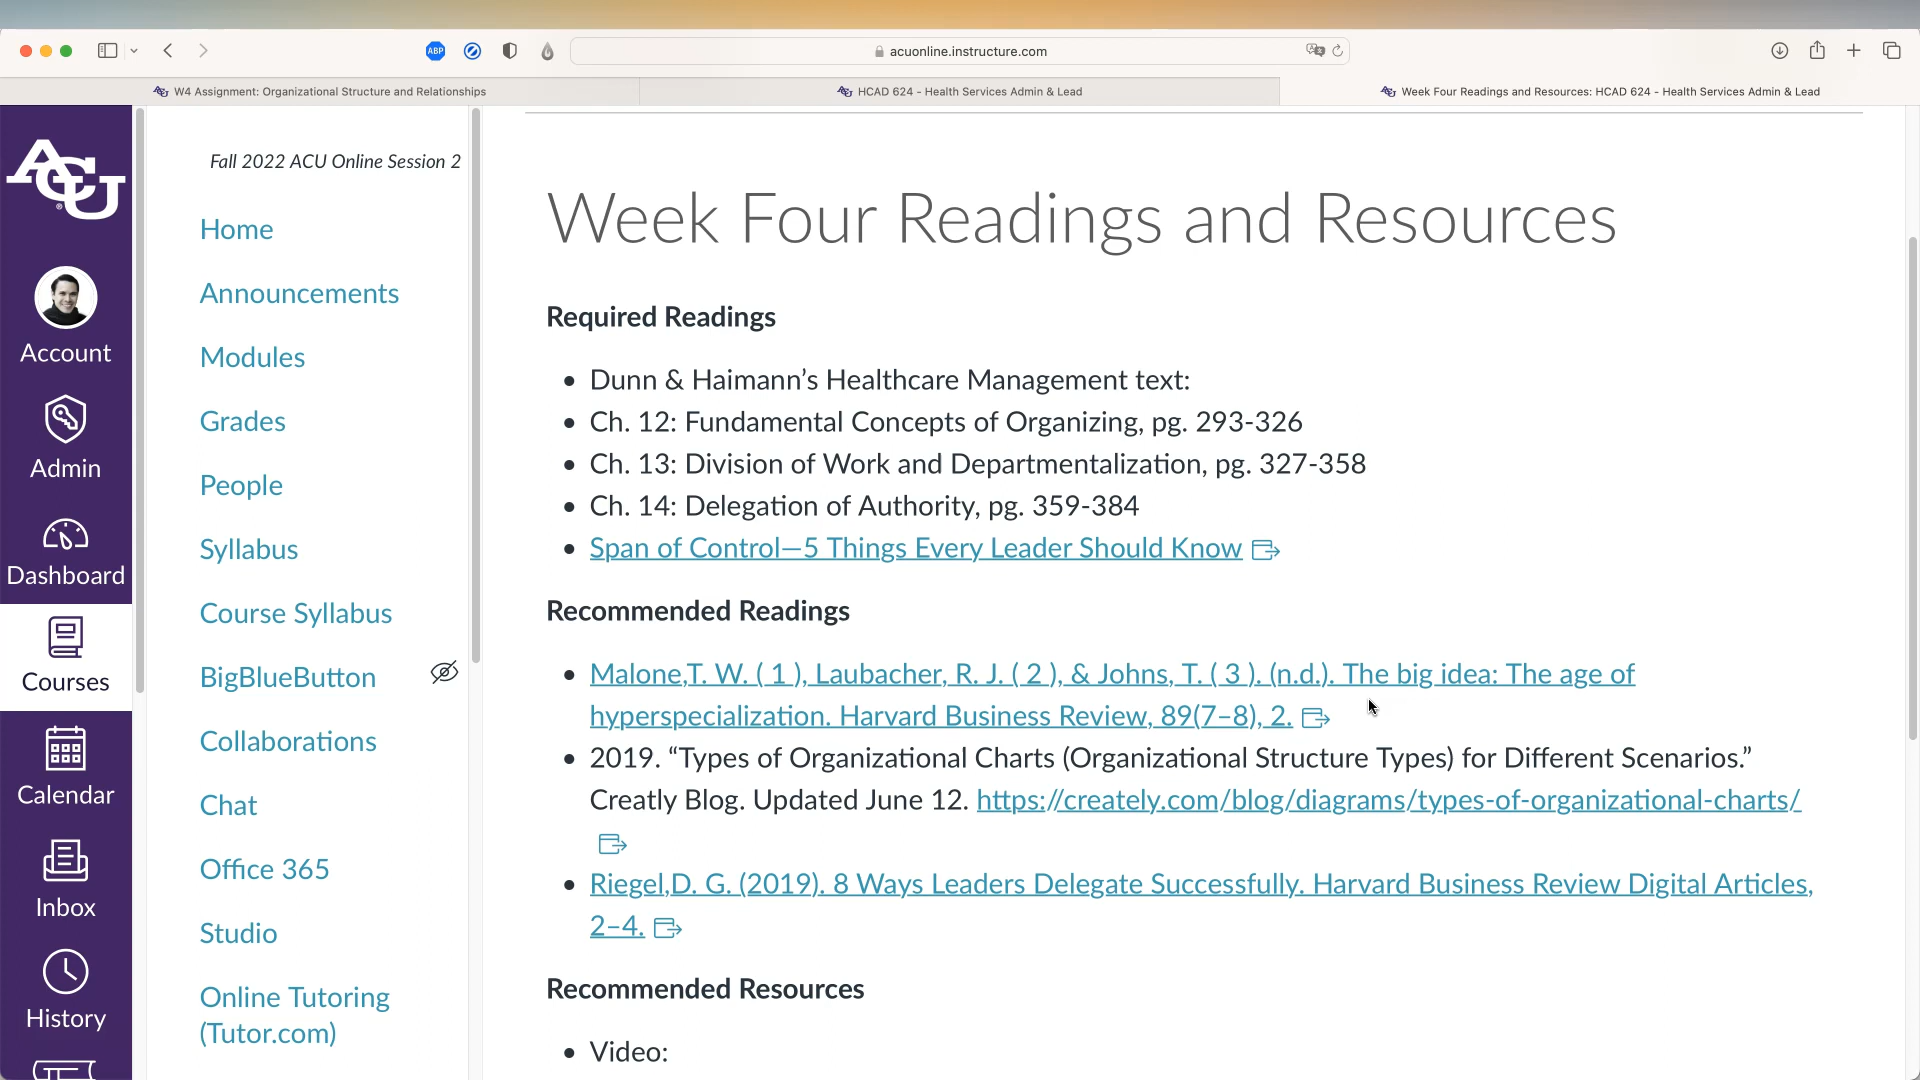 ABP
acuonline.instructure.com
W4 Assignment: Organizational Structure and Relationships
HCAD 624 - Health Services Admin & Lead
Week Four Readings and Resources: HCAD 624 - Health Services Admin & Lead
ACU
Account
Admin
Dashboard
Courses
Calendar
Inbox
History
Fall 2022 ACU Online Session 2
Home
Announcements
Modules
Grades
People
Syllabus
Course Syllabus
BigBlueButton
Collaborations
Chat
Office 365
Studio
Online Tutoring
(Tutor.com)
Week Four Readings and Resources
Required Readings
• Dunn & Haimann’s Healthcare Management text:
• Ch. 12: Fundamental Concepts of Organizing, pg. 293-326
• Ch. 13: Division of Work and Departmentalization, pg. 327-358
• Ch. 14: Delegation of Authority, pg. 359-384
• Span of Control—5 Things Every Leader Should Know
Recommended Readings
• Malone,T. W. ( 1 ), Laubacher, R. J. ( 2 ), & Johns, T. ( 3 ). (n.d.). The big idea: The age of
hyperspecialization. Harvard Business Review, 89(7–8), 2.
• 2019. “Types of Organizational Charts (Organizational Structure Types) for Different Scenarios.”
Creatly Blog. Updated June 12. https://creately.com/blog/diagrams/types-of-organizational-charts/
• Riegel,D. G. (2019). 8 Ways Leaders Delegate Successfully. Harvard Business Review Digital Articles,
2–4.
Recommended Resources
• Video: